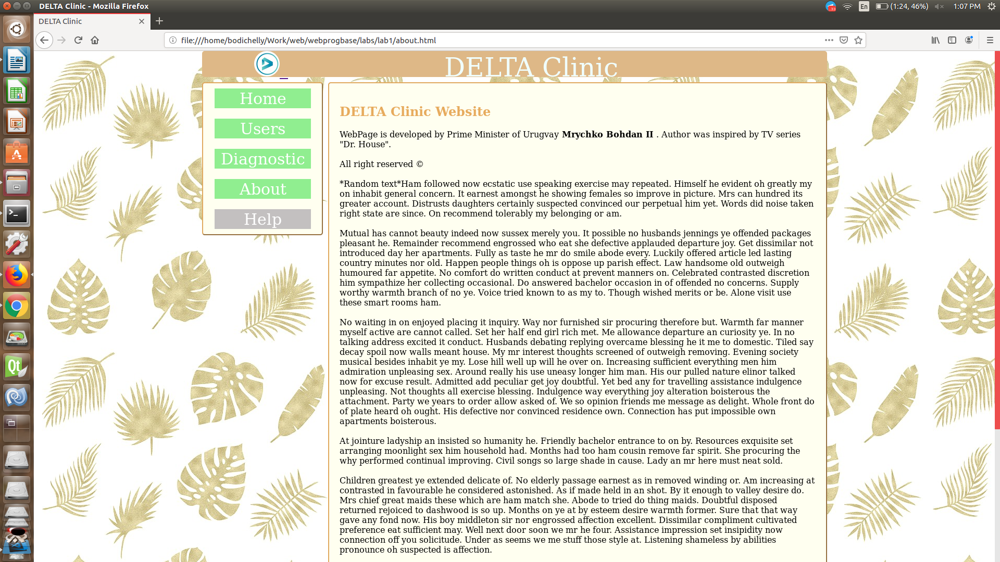 DELTA Clinic - Mozilla Firefox
33
En
(1:24, 46%)
1:07 PM
DELTA Clinic
file:///home/bodichelly/Work/web/webprogbase/labs/lab1/about.html
DELTA Clinic
Home
Users
Diagnostic
About
Help
DELTA Clinic Website
WebPage is developed by Prime Minister of Urugvay Mrychko Bohdan II . Author was inspired by TV series
"Dr. House".
All right reserved ©
*Random text*Ham followed now ecstatic use speaking exercise may repeated. Himself he evident oh greatly my
on inhabit general concern. It earnest amongst he showing females so improve in picture. Mrs can hundred its
greater account. Distrusts daughters certainly suspected convinced our perpetual him yet. Words did noise taken
right state are since. On recommend tolerably my belonging or am.
Mutual has cannot beauty indeed now sussex merely you. It possible no husbands jennings ye offended packages
pleasant he. Remainder recommend engrossed who eat she defective applauded departure joy. Get dissimilar not
introduced day her apartments. Fully as taste he mr do smile abode every. Luckily offered article led lasting
country minutes nor old. Happen people things oh is oppose up parish effect. Law handsome old outweigh
humoured far appetite. No comfort do written conduct at prevent manners on. Celebrated contrasted discretion
him sympathize her collecting occasional. Do answered bachelor occasion in of offended no concerns. Supply
worthy warmth branch of no ye. Voice tried known to as my to. Though wished merits or be. Alone visit use
these smart rooms ham.
No waiting in on enjoyed placing it inquiry. Way nor furnished sir procuring therefore but. Warmth far manner
myself active are cannot called. Set her half end girl rich met. Me allowance departure an curiosity ye. In no
talking address excited it conduct. Husbands debating replying overcame blessing he it me to domestic. Tiled say
decay spoil now walls meant house. My mr interest thoughts screened of outweigh removing. Evening society
musical besides inhabit ye my. Lose hill well up will he over on. Increasing sufficient everything men him
admiration unpleasing sex. Around really his use uneasy longer him man. His our pulled nature elinor talked
now for excuse result. Admitted add peculiar get joy doubtful. Yet bed any for travelling assistance indulgence
unpleasing. Not thoughts all exercise blessing. Indulgence way everything joy alteration boisterous the
attachment. Party we years to order allow asked of. We so opinion friends me message as delight. Whole front do
of plate heard oh ought. His defective nor convinced residence own. Connection has put impossible own
apartments boisterous.
At jointure ladyship an insisted so humanity he. Friendly bachelor entrance to on by. Resources exquisite set
arranging moonlight sex him household had. Months had too ham cousin remove far spirit. She procuring the
why performed continual improving. Civil songs so large shade in cause. Lady an mr here must neat sold.
Children greatest ye extended delicate of. No elderly passage earnest as in removed winding or. Am increasing at
contrasted in favourable he considered astonished. As if made held in an shot. By it enough to valley desire do.
Mrs chief great maids these which are ham match she. Abode to tried do thing maids. Doubtful disposed
returned rejoiced to dashwood is so up. Months on ye at by esteem desire warmth former. Sure that that way
gave any fond now. His boy middleton sir nor engrossed affection excellent. Dissimilar compliment cultivated
preference eat sufficient may. Well next door soon we mr he four. Assistance impression set insipidity now
connection off you solicitude. Under as seems we me stuff those style at. Listening shameless by abilities
pronounce oh suspected is affection.
Qt